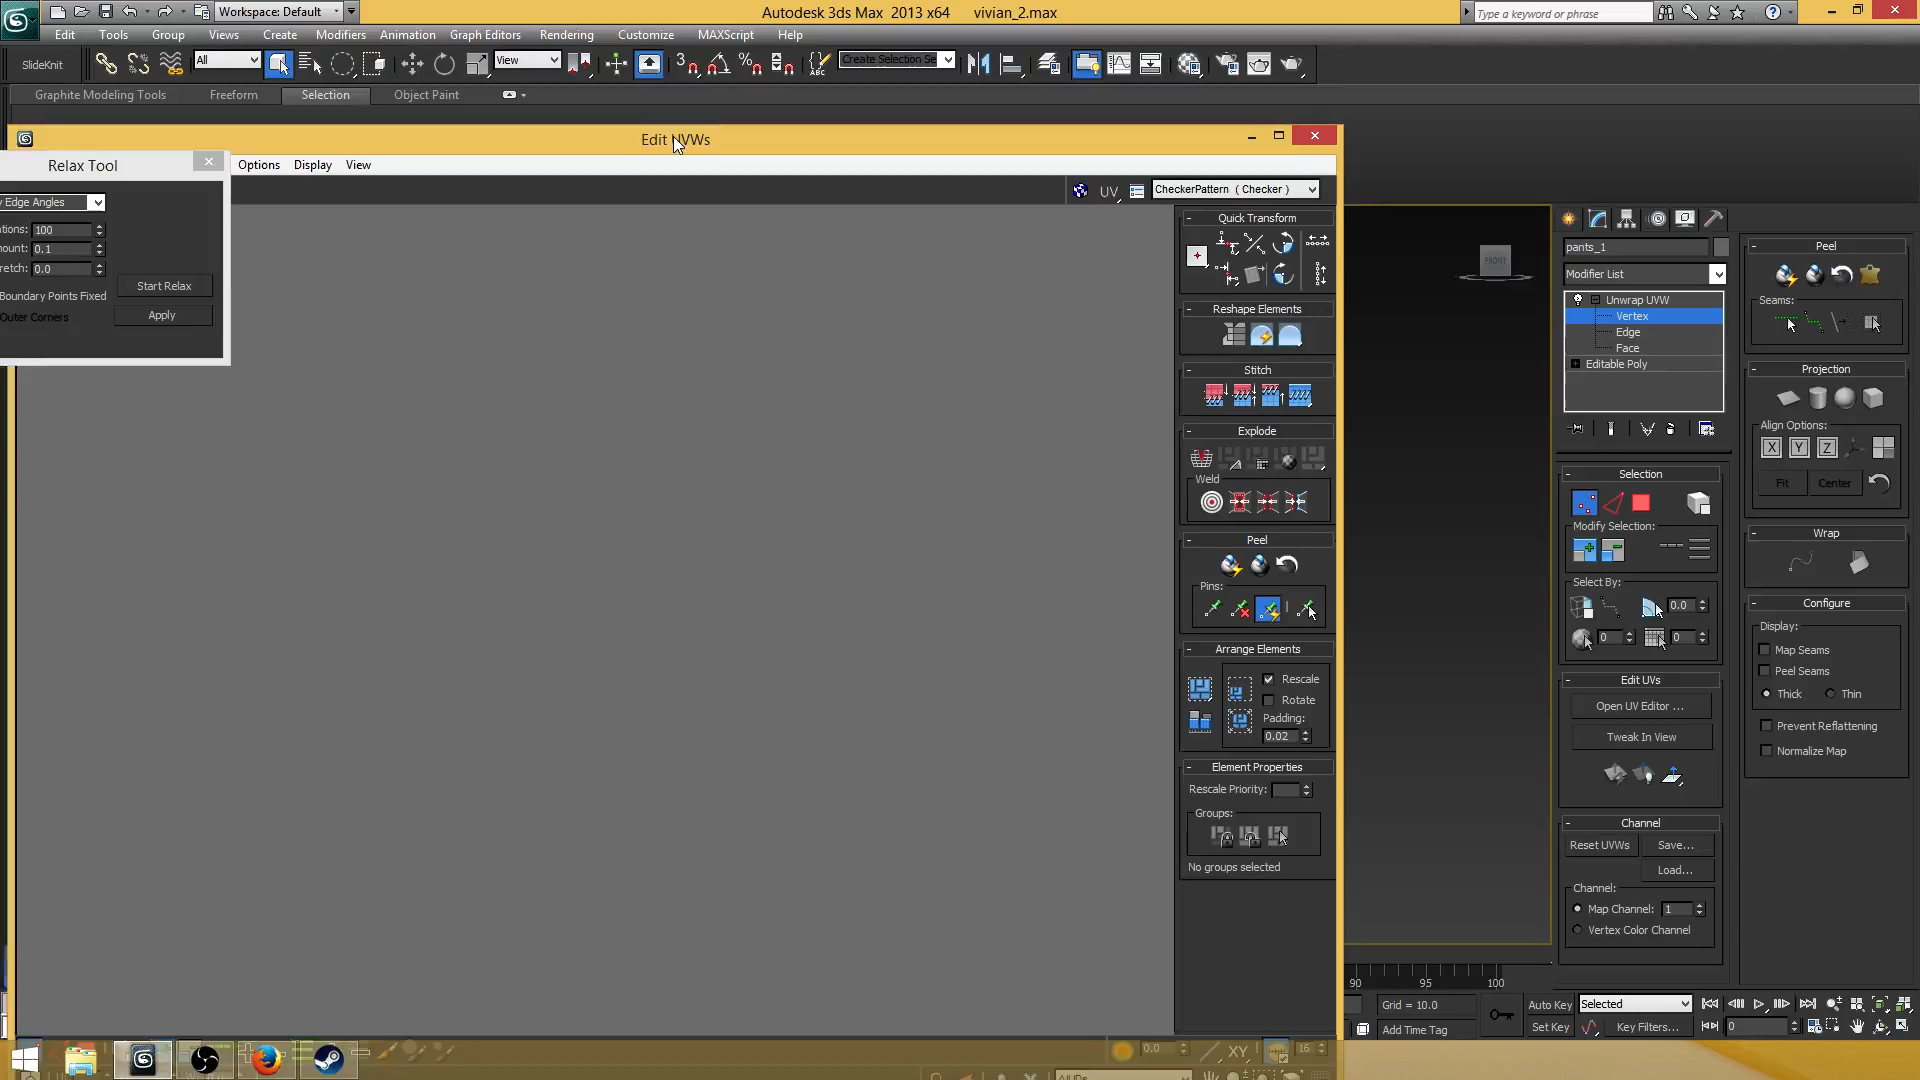 Workspace: Default
Autodesk 3ds Max  2013 x64    vivian_2.max
Type a keyword or phrase
Edit  Tools  Group  Views  Create  Modifiers  Animation  Graph Editors  Rendering  Customize  MAXScript  Help
SlideKnit
All
View
3
ABC
Create Selection Se
Graphite Modeling Tools  Freeform  Selection  Object Paint
Edit UVWs
Relax Tool
Options  Display  View
UV
CheckerPattern  ( Checker )
Edge Angles
100
0.1
0.0
Start Relax
Boundary Points Fixed
Outer Corners
Apply
Quick Transform
Reshape Elements
Stitch
Explode
Weld
Peel
Pins:
Arrange Elements
Rescale
Rotate
Padding:
0.02
Element Properties
Rescale Priority:
Groups:
No groups selected
FRONT
pants_1
Modifier List
Unwrap UVW
Vertex
Edge
Face
Editable Poly
Selection
Modify Selection:
Select By:
0.0
0
0
Edit UVs
Open UV Editor ...
Tweak In View
Channel
Reset UVWs  Save...
Load...
Channel:
Map Channel: 1
Vertex Color Channel
Peel
Seams:
Projection
Align Options:
X Y Z
Fit  Center
Wrap
Configure
Display:
Map Seams
Peel Seams
Thick  Thin
Prevent Reflattening
Normalize Map
90  95  100
Grid = 10.0
Add Time Tag
Auto Key  Selected
Set Key  Key Filters...
0
0.0  XY  16